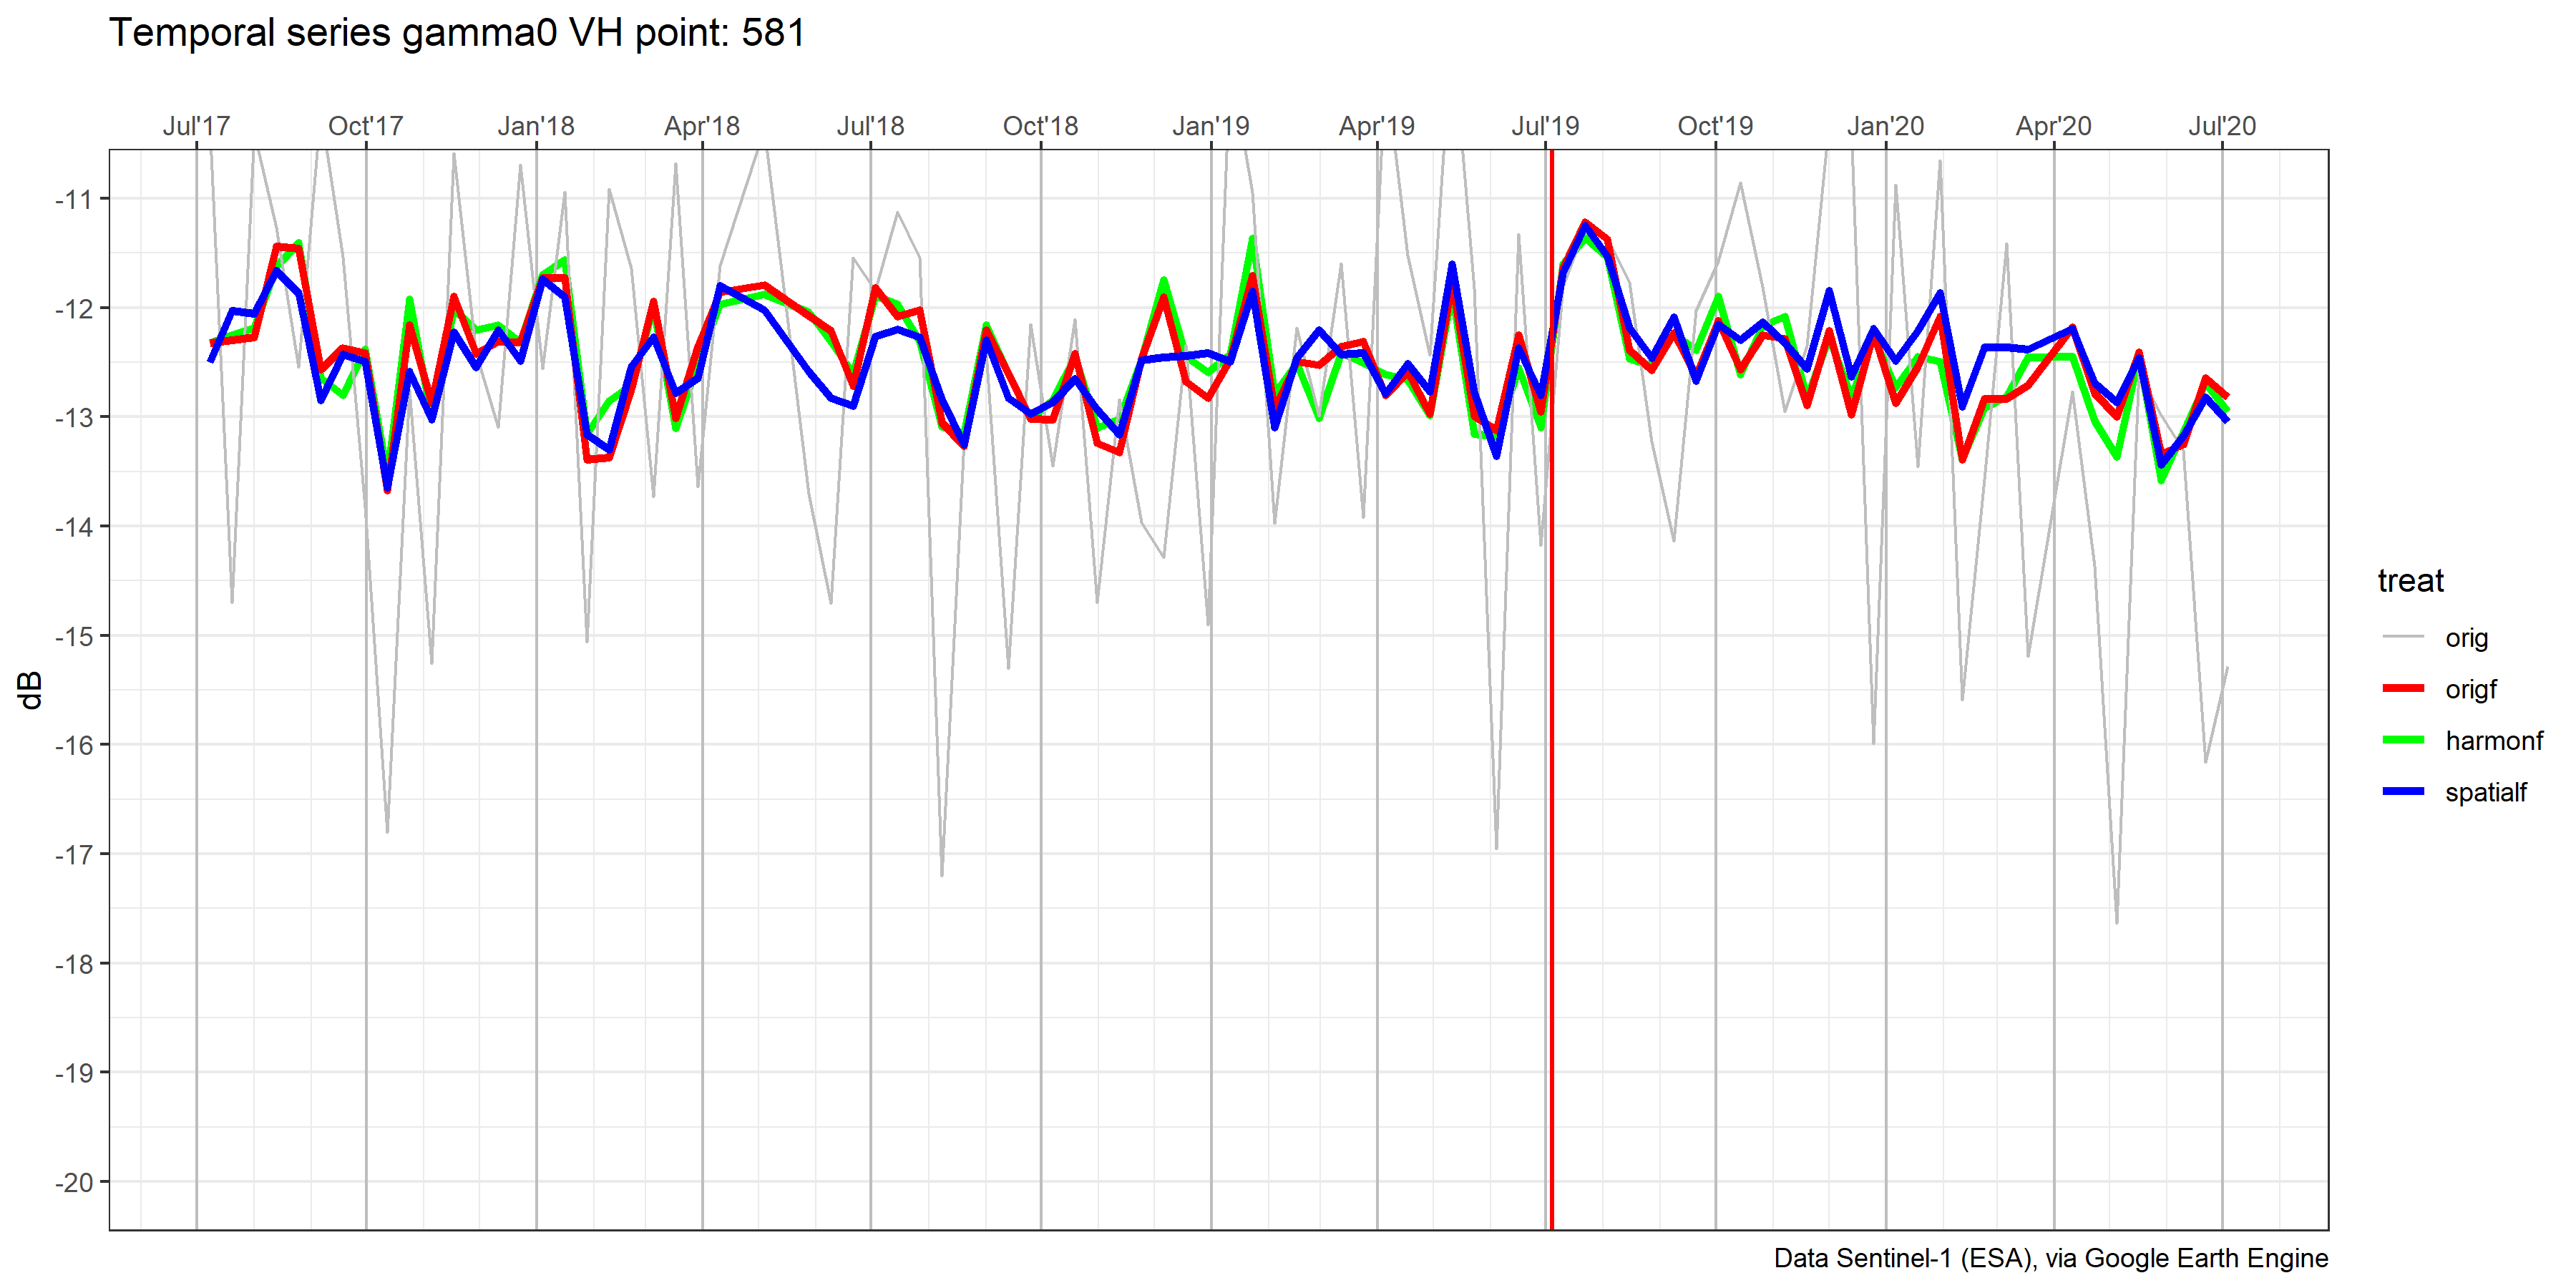 Temporal series gamma0 VH point: 581
Jul'17 Oct'17 Jan'18 Apr'18 Jul'18 Oct'18 Jan'19 Apr'19 Jul'19 Oct'19 Jan'20 Apr'20 Jul'20
-11
-12
-13
-14
-15
-16
-17
-18
-19
-20
dB
treat
orig
origf
harmonf
spatialf
Data Sentinel-1 (ESA), via Google Earth Engine